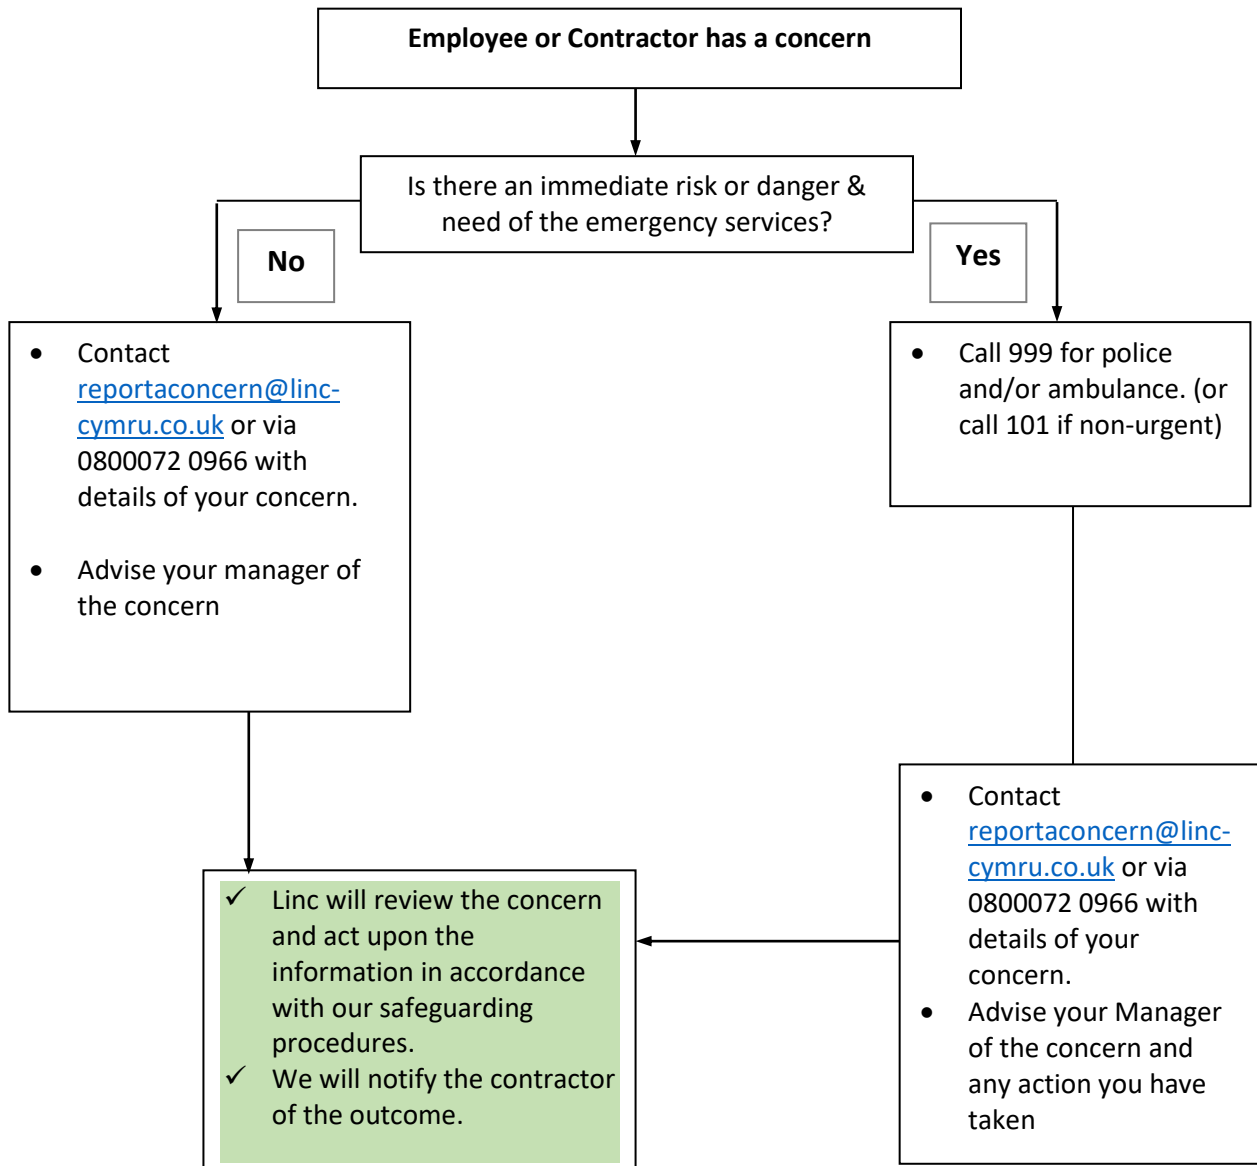 Employee or Contractor has a concern
Is there an immediate risk or danger &
need of the emergency services?
No
Yes
• Contact
reportaconcern@linc-
cymru.co.uk or via
0800072 0966 with
details of your concern.
• Advise your manager of
the concern
• Call 999 for police
and/or ambulance. (or
call 101 if non-urgent)
• Contact
reportaconcern@linc-
cymru.co.uk or via
0800072 0966 with
details of your
concern.
• Advise your Manager
of the concern and
any action you have
taken
✓ Linc will review the concern
and act upon the
information in accordance
with our safeguarding
procedures.
✓ We will notify the contractor
of the outcome.